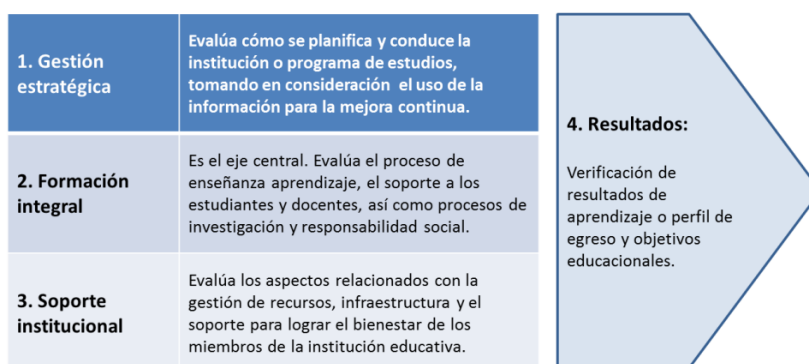 1. Gestión
estratégica
Evalúa cómo se planifica y conduce la
institución o programa de estudios,
tomando en consideración el uso de la
información para la mejora continua.
2. Formación
integral
Es el eje central. Evalúa el proceso de
enseñanza aprendizaje, el soporte a los
estudiantes y docentes, así como procesos de
investigación y responsabilidad social.
3. Soporte
institucional
Evalúa los aspectos relacionados con la
gestión de recursos, infraestructura y el
soporte para lograr el bienestar de los
miembros de la institución educativa.
4. Resultados:
Verificación de
resultados de
aprendizaje o perfil de
egreso y objetivos
educacionales.